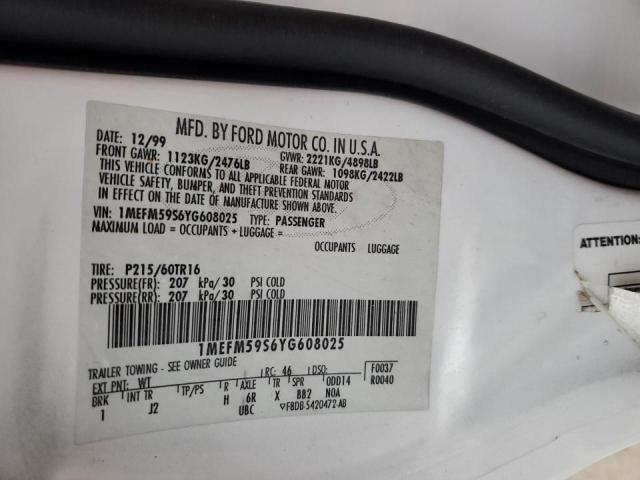 MFD. BY FORD MOTOR CO. IN U.S.A.
DATE: 12/99 GVWR: 2221KG/4898LB
FRONT GAWR: 1123KG/2476LB REAR GAWR: 1098KG/2422LB
THIS VEHICLE CONFORMS TO ALL APPLICABLE FEDERAL MOTOR
VEHICLE SAFETY, BUMPER, AND THEFT PREVENTION STANDARDS
IN EFFECT ON THE DATE OF MANUFACTURE SHOWN ABOVE.
VIN: 1MEFM59S6YG608025 TYPE: PASSENGER
MAXIMUM LOAD = OCCUPANTS + LUGGAGE =
OCCUPANTS LUGGAGE
TIRE: P215/60TR16
PRESSURE(FR): 207 kPa/30 PSI COLD
PRESSURE(RR): 207 kPa/30 PSI COLD
1MEFM59S6YG608025
TRAILER TOWING - SEE OWNER GUIDE
EXT PNT: WT RC: 46 DSO: F0037
BRK INT TR TP/PS R AXLE TR SPR ODD14 R0040
1 J2 H 6R X BB2 N0A
UBC F8DB-5420472-AB
ATTENTION: